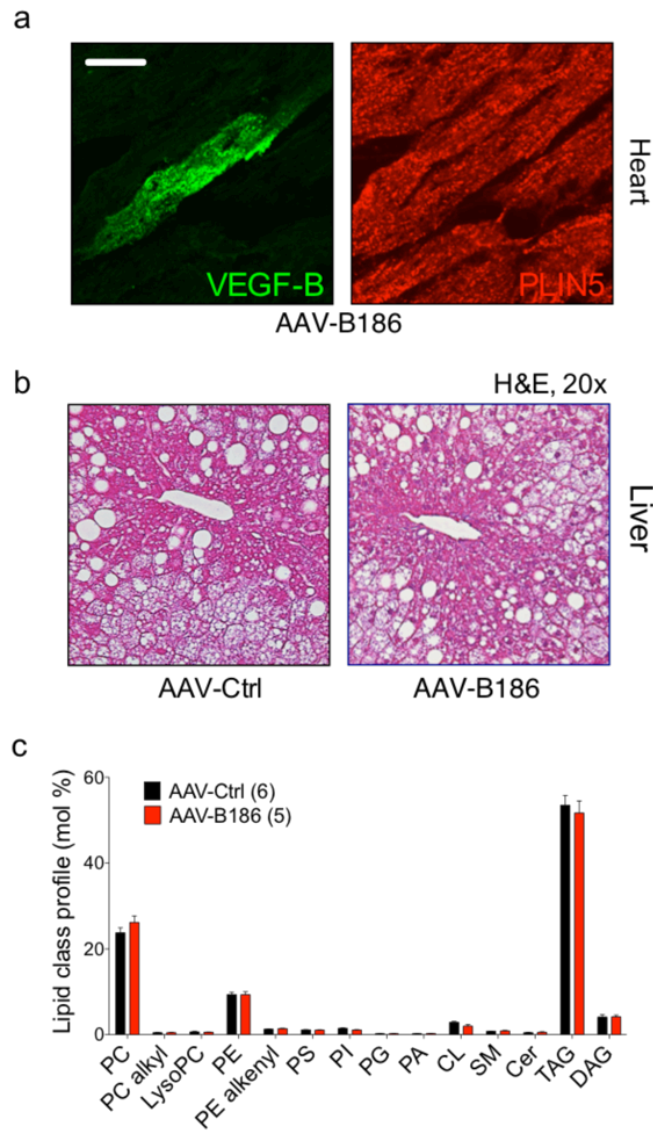 a
VEGF-B
PLIN5
Heart
AAV-B186
b
H&E, 20x
Liver
AAV-Ctrl
AAV-B186
c
Lipid class profile (mol %)
60
40
20
0
AAV-Ctrl (6)
AAV-B186 (5)
PC
PC alkyl
LysoPC
PE
PE alkenyl
PS
PI
PG
PA
CL
SM
Cer
TAG
DAG